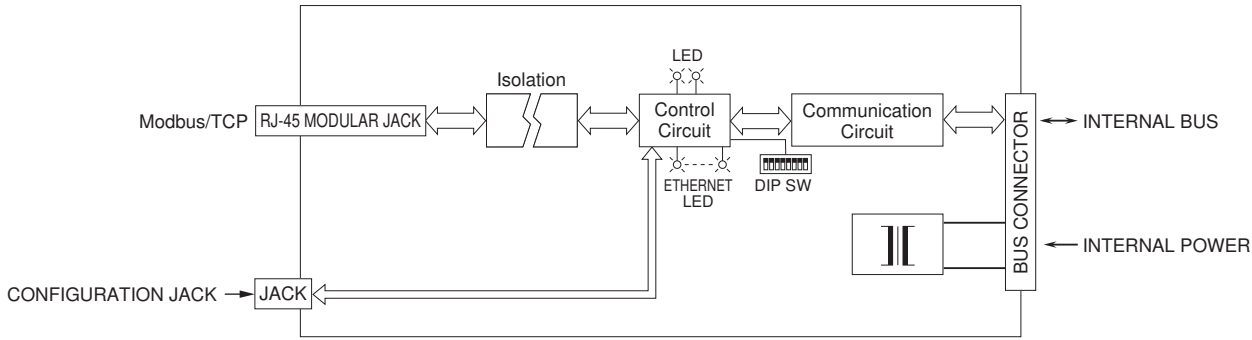 LED
Isolation
Modbus/TCP
RJ-45 MODULAR JACK
Control
Circuit
Communication
Circuit
BUS CONNECTOR
INTERNAL BUS
ETHERNET
LED
DIP SW
INTERNAL POWER
CONFIGURATION JACK
JACK